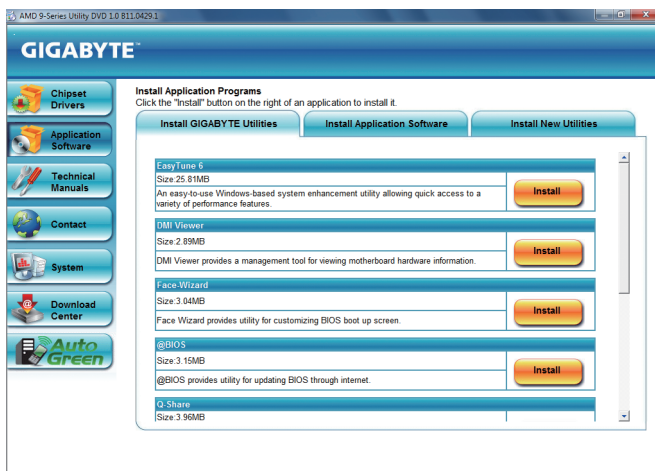 AMD 9-Series Utility DVD 1.0 B11.0429.1
GIGABYTE™
Chipset
Drivers
Application
Software
Technical
Manuals
Contact
System
Download
Center
Auto
Green
Install Application Programs
Click the "Install" button on the right of an application to install it.
Install GIGABYTE Utilities
Install Application Software
Install New Utilities
EasyTune 6
Size:25.81MB
An easy-to-use Windows-based system enhancement utility allowing quick access to a
variety of performance features.
Install
DMI Viewer
Size:2.89MB
DMI Viewer provides a management tool for viewing motherboard hardware information.
Install
Face-Wizard
Size:3.04MB
Face Wizard provides utility for customizing BIOS boot up screen.
Install
@BIOS
Size:3.15MB
@BIOS provides utility for updating BIOS through internet.
Install
Q-Share
Size:3.96MB